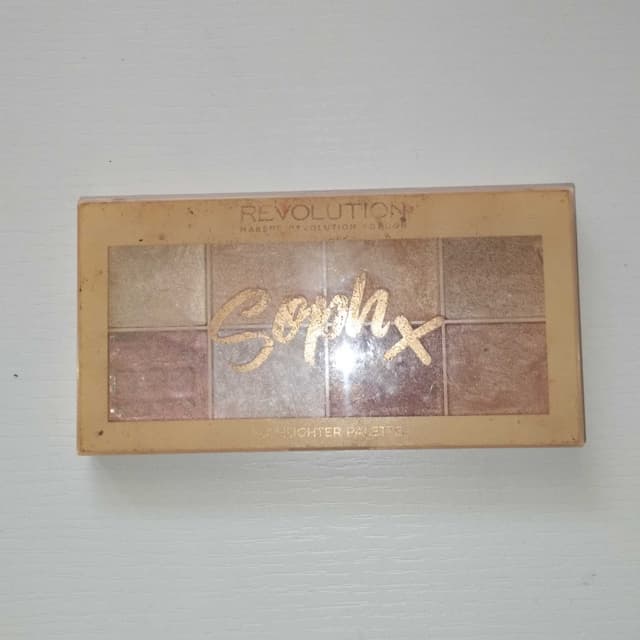 REVOLUTION
MAKEUP REVOLUTION LONDON
Soph x
HIGHLIGHTER PALETTE